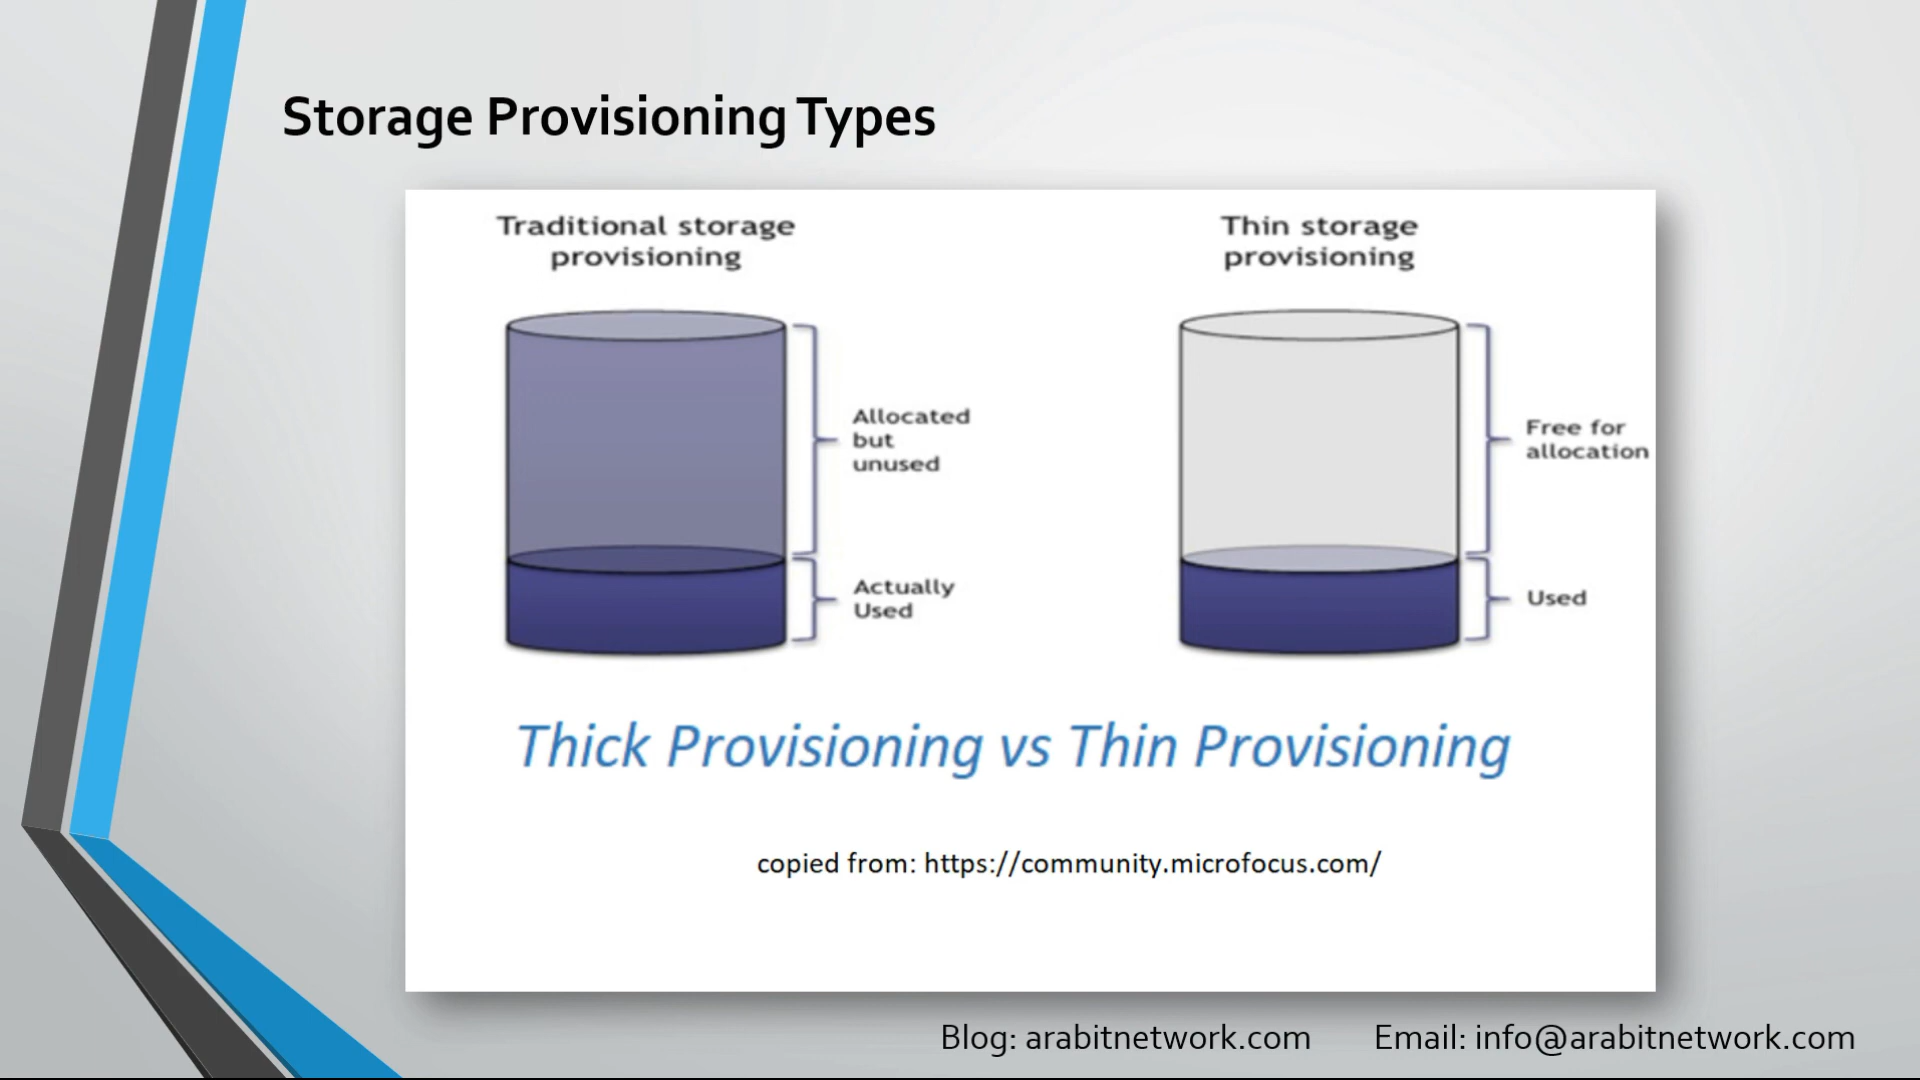 Storage Provisioning Types
Traditional storage
provisioning
Thin storage
provisioning
Allocated
but
unused
Actually
Used
Free for
allocation
Used
Thick Provisioning vs Thin Provisioning
copied from: https://community.microfocus.com/
Blog: arabitnetwork.com Email: info@arabitnetwork.com